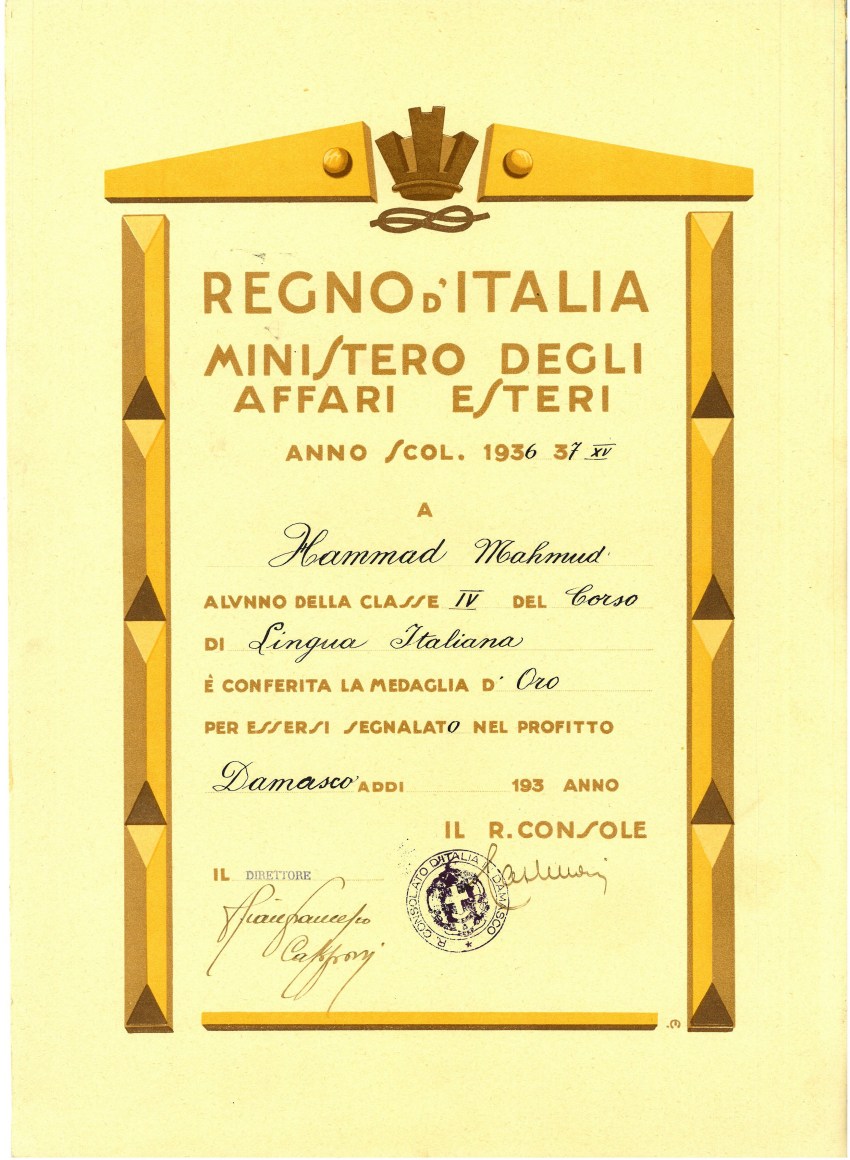 REGNO D'ITALIA
MINISTERO DEGLI
AFFARI ESTERI
ANNO SCOL. 1936 37 XV
A
Hammad Mahmud
ALVNNO DELLA CLASSE IV DEL Corso
DI Lingua Italiana
È CONFERITA LA MEDAGLIA D' Oro
PER ESSERSI SEGNALATO NEL PROFITTO
Damasco ADDI 193 ANNO
IL R. CONSOLE
IL DIRETTORE
R. CONSOLATO D'ITALIA DAMASCO
Gianfrancesco